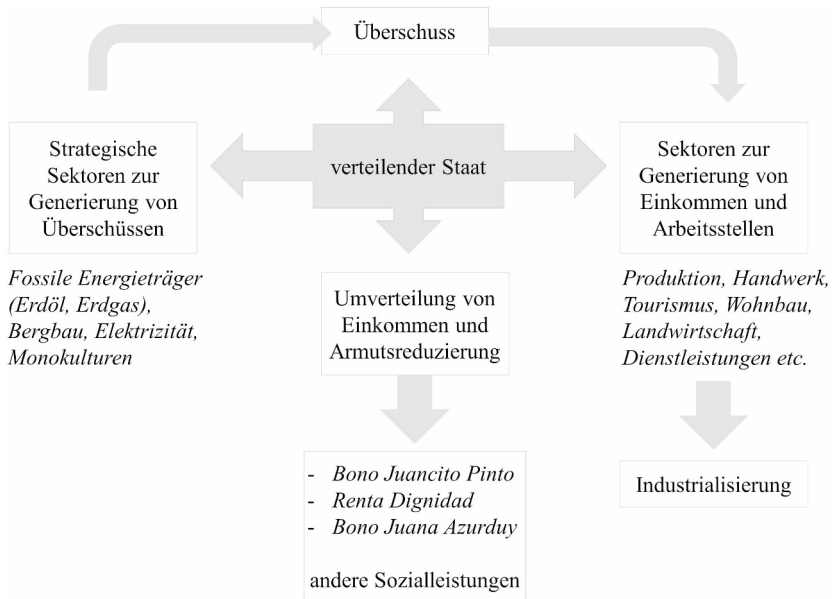 Überschuss
Strategische
Sektoren zur
Generierung von
Überschüssen
verteilender Staat
Sektoren zur
Generierung von
Einkommen und
Arbeitsstellen
Fossile Energieträger
(Erdöl, Erdgas),
Bergbau, Elektrizität,
Monokulturen
Umverteilung von
Einkommen und
Armutsreduzierung
Produktion, Handwerk,
Tourismus, Wohnbau,
Landwirtschaft,
Dienstleistungen etc.
- Bono Juancito Pinto
- Renta Dignidad
- Bono Juana Azurduy
andere Sozialleistungen
Industrialisierung